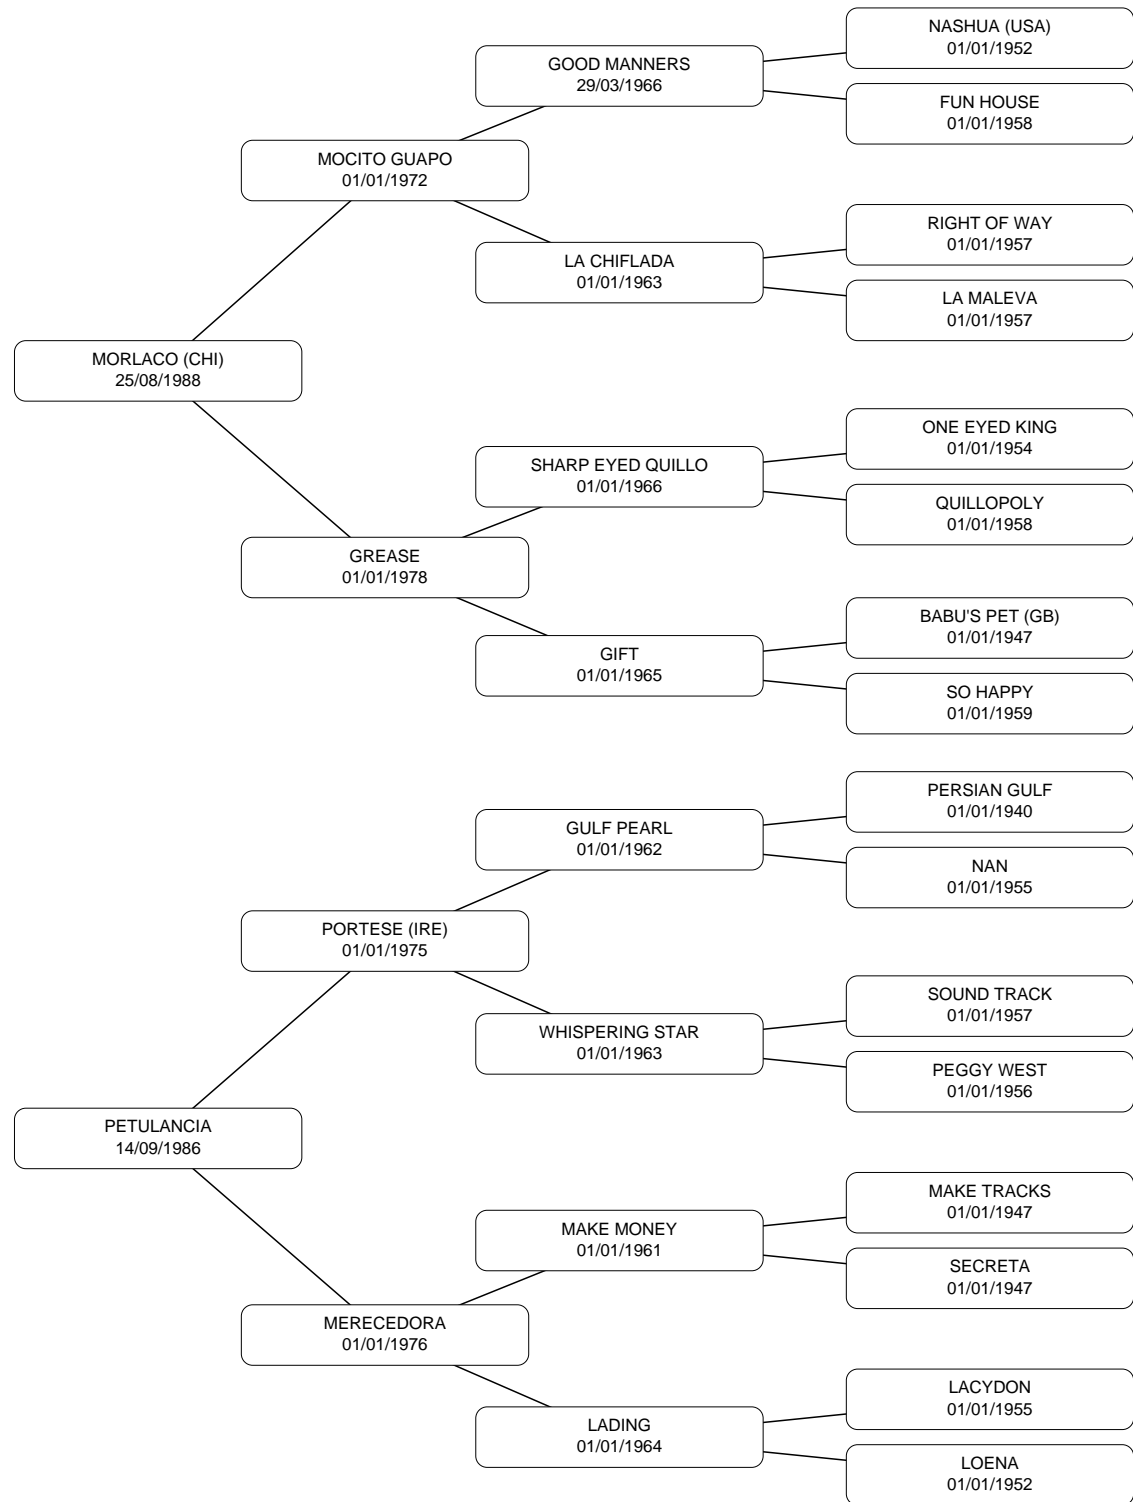 NASHUA (USA)
01/01/1952
GOOD MANNERS
29/03/1966
FUN HOUSE
01/01/1958
MOCITO GUAPO
01/01/1972
RIGHT OF WAY
01/01/1957
LA CHIFLADA
01/01/1963
LA MALEVA
01/01/1957
MORLACO (CHI)
25/08/1988
ONE EYED KING
01/01/1954
SHARP EYED QUILLO
01/01/1966
QUILLOPOLY
01/01/1958
GREASE
01/01/1978
BABU'S PET (GB)
01/01/1947
GIFT
01/01/1965
SO HAPPY
01/01/1959
PERSIAN GULF
01/01/1940
GULF PEARL
01/01/1962
NAN
01/01/1955
PORTESE (IRE)
01/01/1975
SOUND TRACK
01/01/1957
WHISPERING STAR
01/01/1963
PEGGY WEST
01/01/1956
PETULANCIA
14/09/1986
MAKE TRACKS
01/01/1947
MAKE MONEY
01/01/1961
SECRETA
01/01/1947
MERECEDORA
01/01/1976
LACYDON
01/01/1955
LADING
01/01/1964
LOENA
01/01/1952